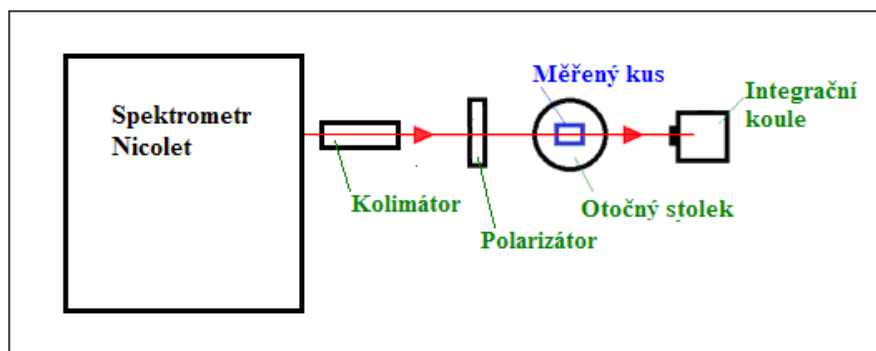 Spektrometr
Nicolet
Kolimátor
Polarizátor
Měřený kus
Otočný stolek
Integrační
koule